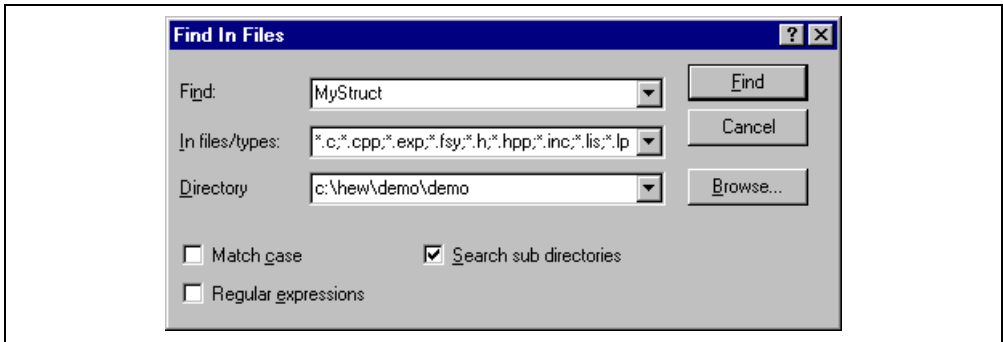 Find In Files
Find:
MyStruct
Find
In files/types:
*.c;*.cpp;*.exp;*.fsy;*.h;*.hpp;*.inc;*.lis;*.lp
Cancel
Directory
c:\hew\demo\demo
Browse...
Match case
Search sub directories
Regular expressions